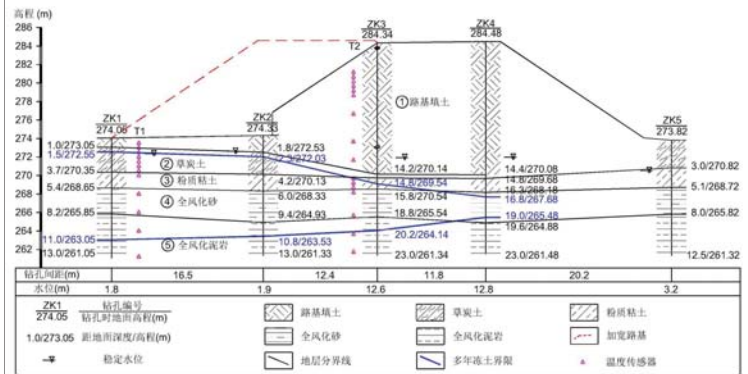 高程(m)
286
284
282
280
278
276
274
272
270
268
266
264
262
ZK1
274.05
T1
ZK2
274.33
T2
ZK3
284.34
ZK4
284.48
ZK5
273.82
①路基填土
②草炭土
③粉质粘土
④全风化砂
⑤全风化泥岩
1.0/273.05
1.5/272.55
3.7/270.35
5.4/268.65
8.2/265.85
11.0/263.05
13.0/261.05
1.8/272.53
2.3/272.03
4.2/270.13
6.0/268.33
9.4/264.93
10.8/263.53
13.0/261.33
14.2/270.14
14.8/269.54
15.8/270.54
18.8/265.54
20.2/264.14
23.0/261.34
14.4/270.08
14.8/269.68
16.3/268.18
16.8/267.68
19.0/265.48
19.6/264.88
23.0/261.48
3.0/270.82
5.1/268.72
8.0/265.82
12.5/261.32
钻孔间距(m) 16.5 12.4 11.8 20.2
水位(m) 1.8 1.9 12.6 12.8 3.2
ZK1 钻孔编号
274.05 钻孔时地面高程(m)
1.0/273.05 距地面深度/高程(m)
稳定水位
路基填土 草炭土 粉质粘土
全风化砂 全风化泥岩 加宽路基
地层分界线 多年冻土界限 温度传感器